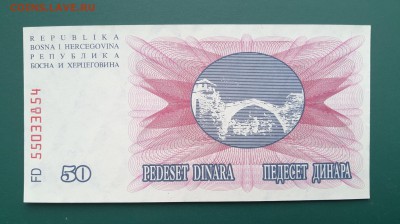 REPUBLIKA
BOSNA I HERCEGOVINA
РЕПУБЛИКА
БОСНА И ХЕРЦЕГОВИНА
FD 55033854
50 PEDESET DINARA ПЕДЕСЕТ ДИНАРА